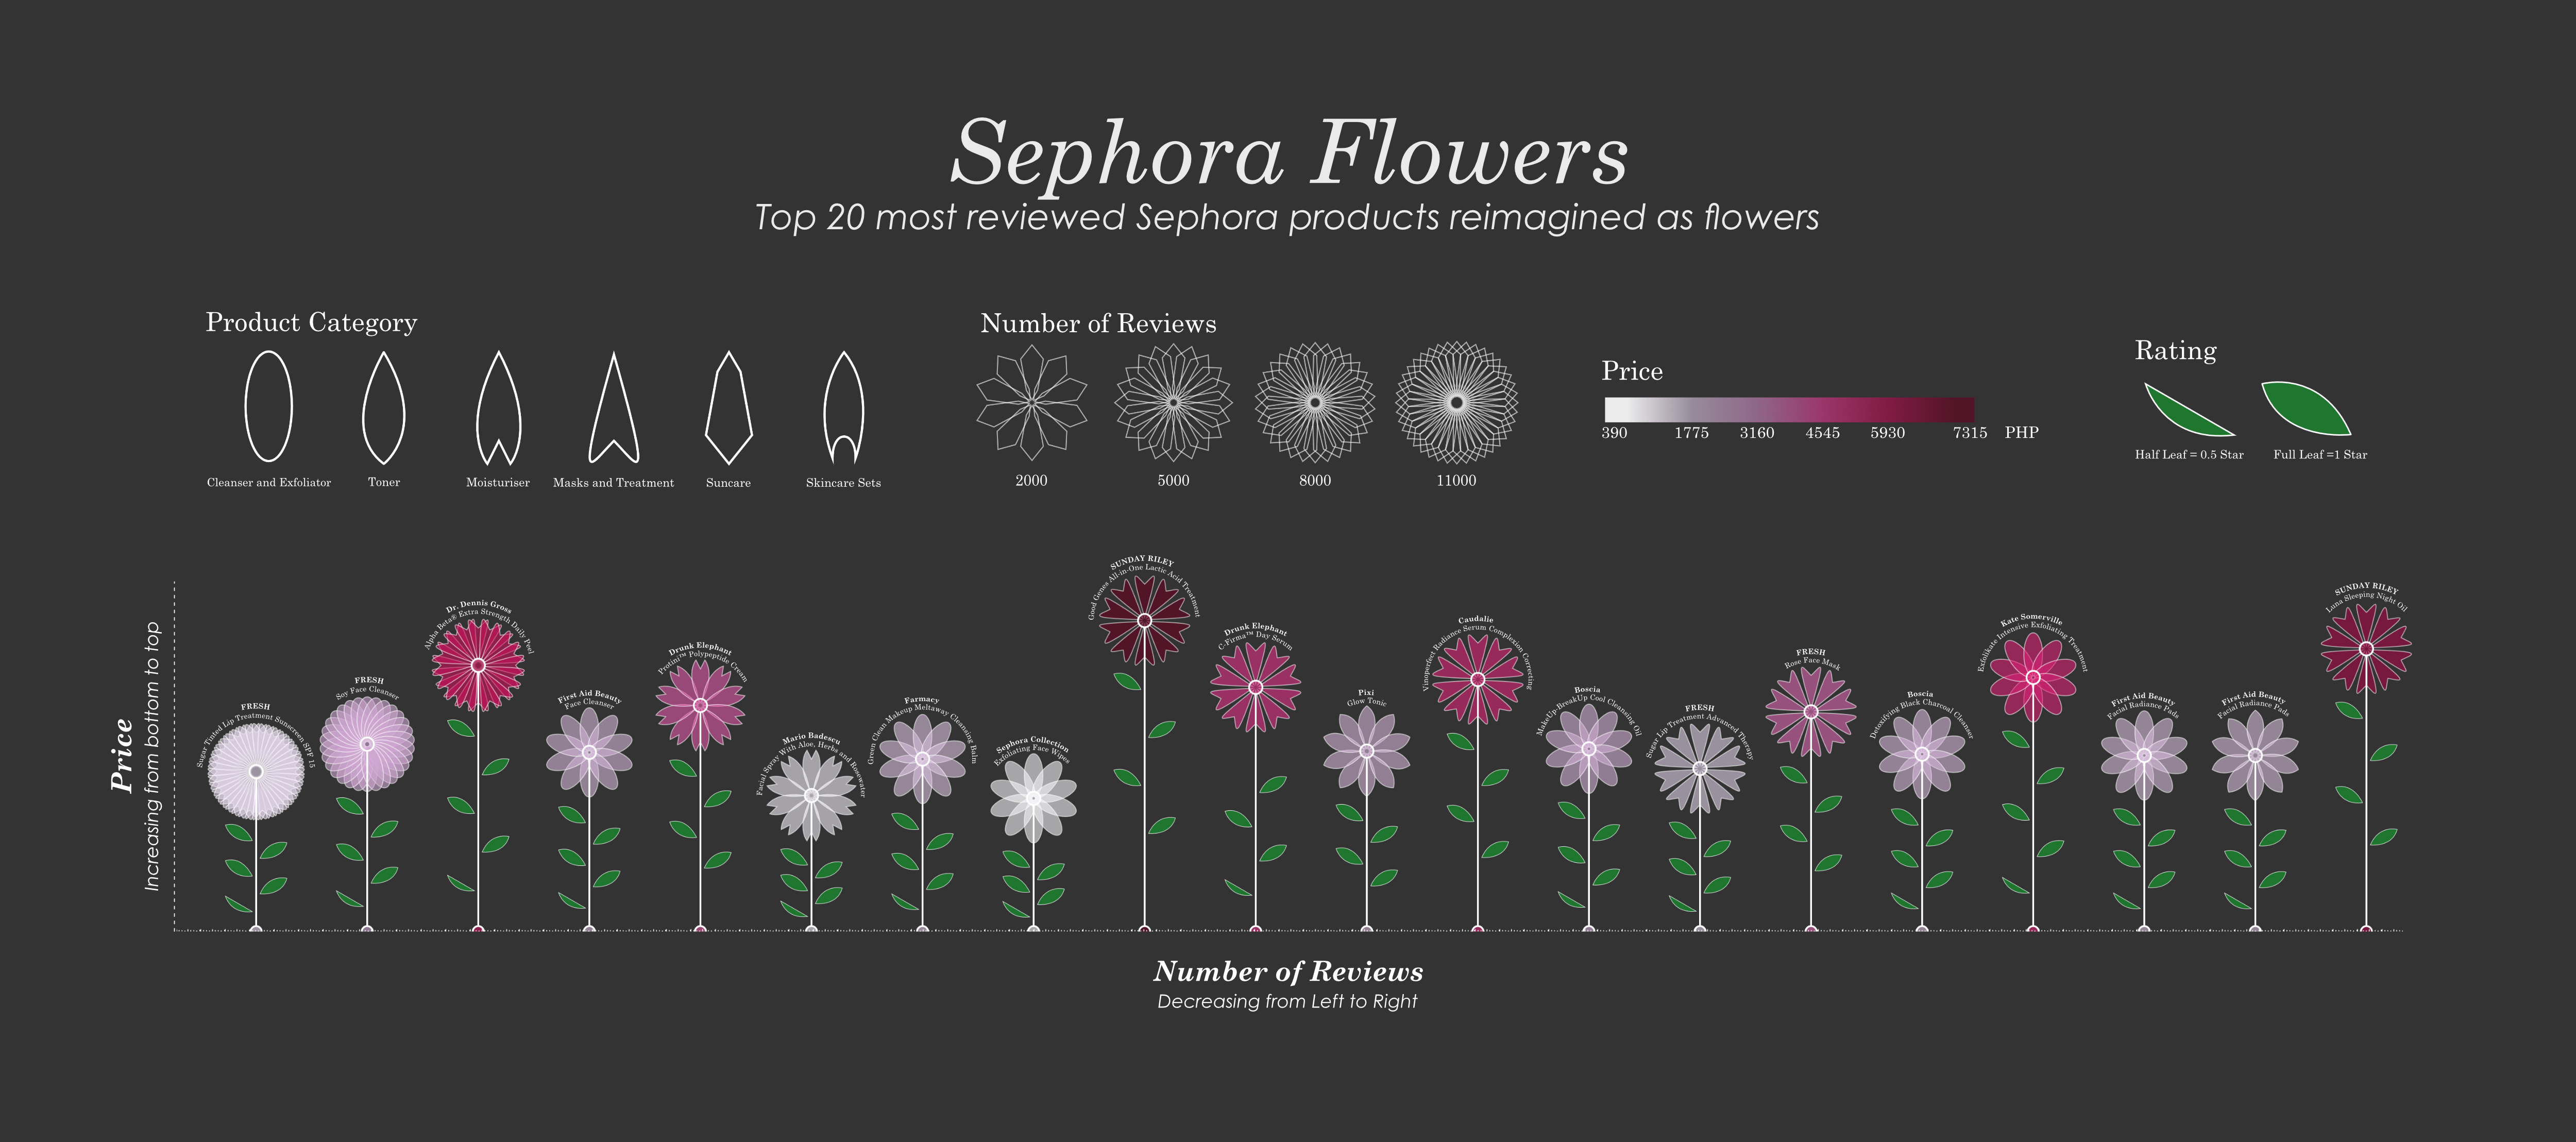 Sephora Flowers
Top 20 most reviewed Sephora products reimagined as flowers
Product Category
Cleanser and Exfoliator
Toner
Moisturiser
Masks and Treatment
Suncare
Skincare Sets
Number of Reviews
2000
5000
8000
11000
Price
390
1775
3160
4545
5930
7315
PHP
Rating
Half Leaf = 0.5 Star
Full Leaf =1 Star
Price
Increasing from bottom to top
FRESH
Sugar Tinted Lip Treatment Sunscreen SPF 15
FRESH
Soy Face Cleanser
Dr. Dennis Gross
Alpha Beta® Extra Strength Daily Peel
First Aid Beauty
Face Cleanser
Drunk Elephant
Protini™ Polypeptide Cream
Mario Badescu
Facial Spray With Aloe, Herbs and Rosewater
Farmacy
Green Clean Makeup Meltaway Cleansing Balm
Sephora Collection
Exfoliating Face Wipes
SUNDAY RILEY
Good Genes All-in-One Lactic Acid Treatment
Drunk Elephant
C-Firma™ Day Serum
Pixi
Glow Tonic
Caudalie
Vinoperfect Radiance Serum Complexion Correcting
Boscia
MakeUp-BreakUp Cool Cleansing Oil
FRESH
Sugar Lip Treatment Advanced Therapy
FRESH
Rose Face Mask
Boscia
Detoxifying Black Charcoal Cleanser
Kate Somerville
Exfolikate Intensive Exfoliating Treatment
First Aid Beauty
Facial Radiance Pads
First Aid Beauty
Facial Radiance Pads
SUNDAY RILEY
Luna Sleeping Night Oil
Number of Reviews
Decreasing from Left to Right